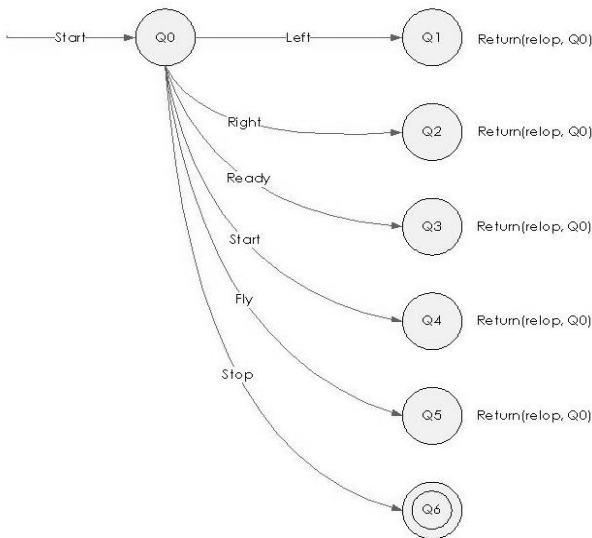 Start
Q0
Left
Q1
Return(relop, Q0)
Right
Q2
Return(relop, Q0)
Ready
Q3
Return(relop, Q0)
Start
Q4
Return(relop, Q0)
Fly
Q5
Return(relop, Q0)
Stop
Q6